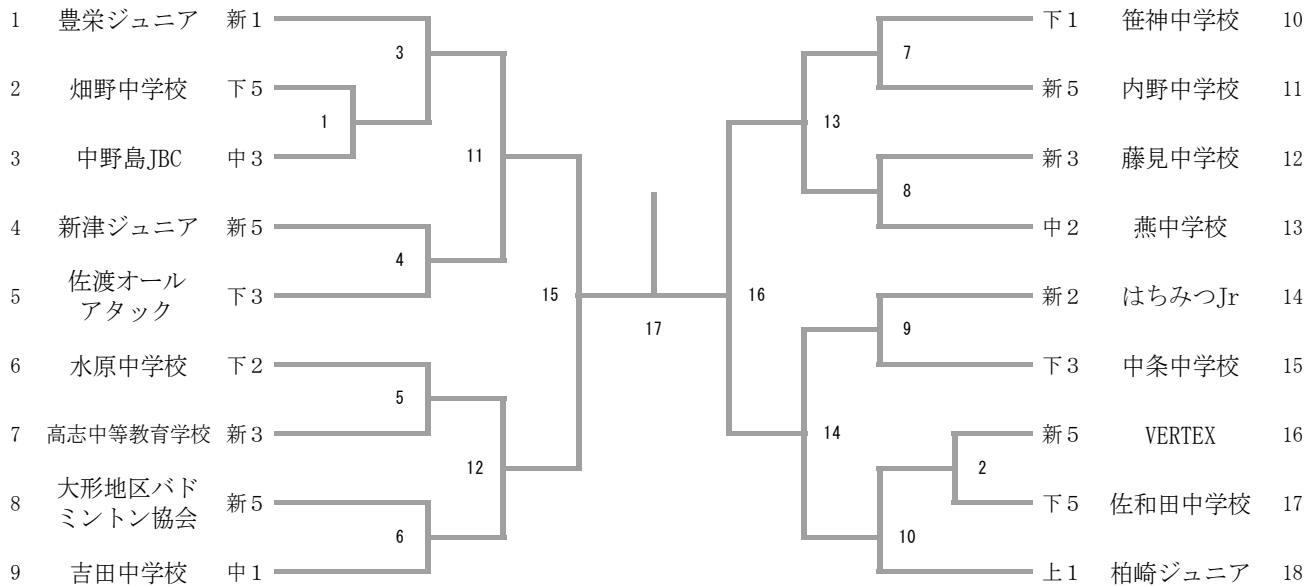 1 豊栄ジュニア 新1
2 畑野中学校 下5
3 中野島JBC 中3
4 新津ジュニア 新5
5 佐渡オール
アタック 下3
6 水原中学校 下2
7 高志中等教育学校 新3
8 大形地区バド
ミントン協会 新5
9 吉田中学校 中1
3
1
11
4
15
5
12
6
17
16
7
13
8
9
14
2
10
下1 笹神中学校 10
新5 内野中学校 11
新3 藤見中学校 12
中2 燕中学校 13
新2 はちみつJr 14
下3 中条中学校 15
新5 VERTEX 16
下5 佐和田中学校 17
上1 柏崎ジュニア 18